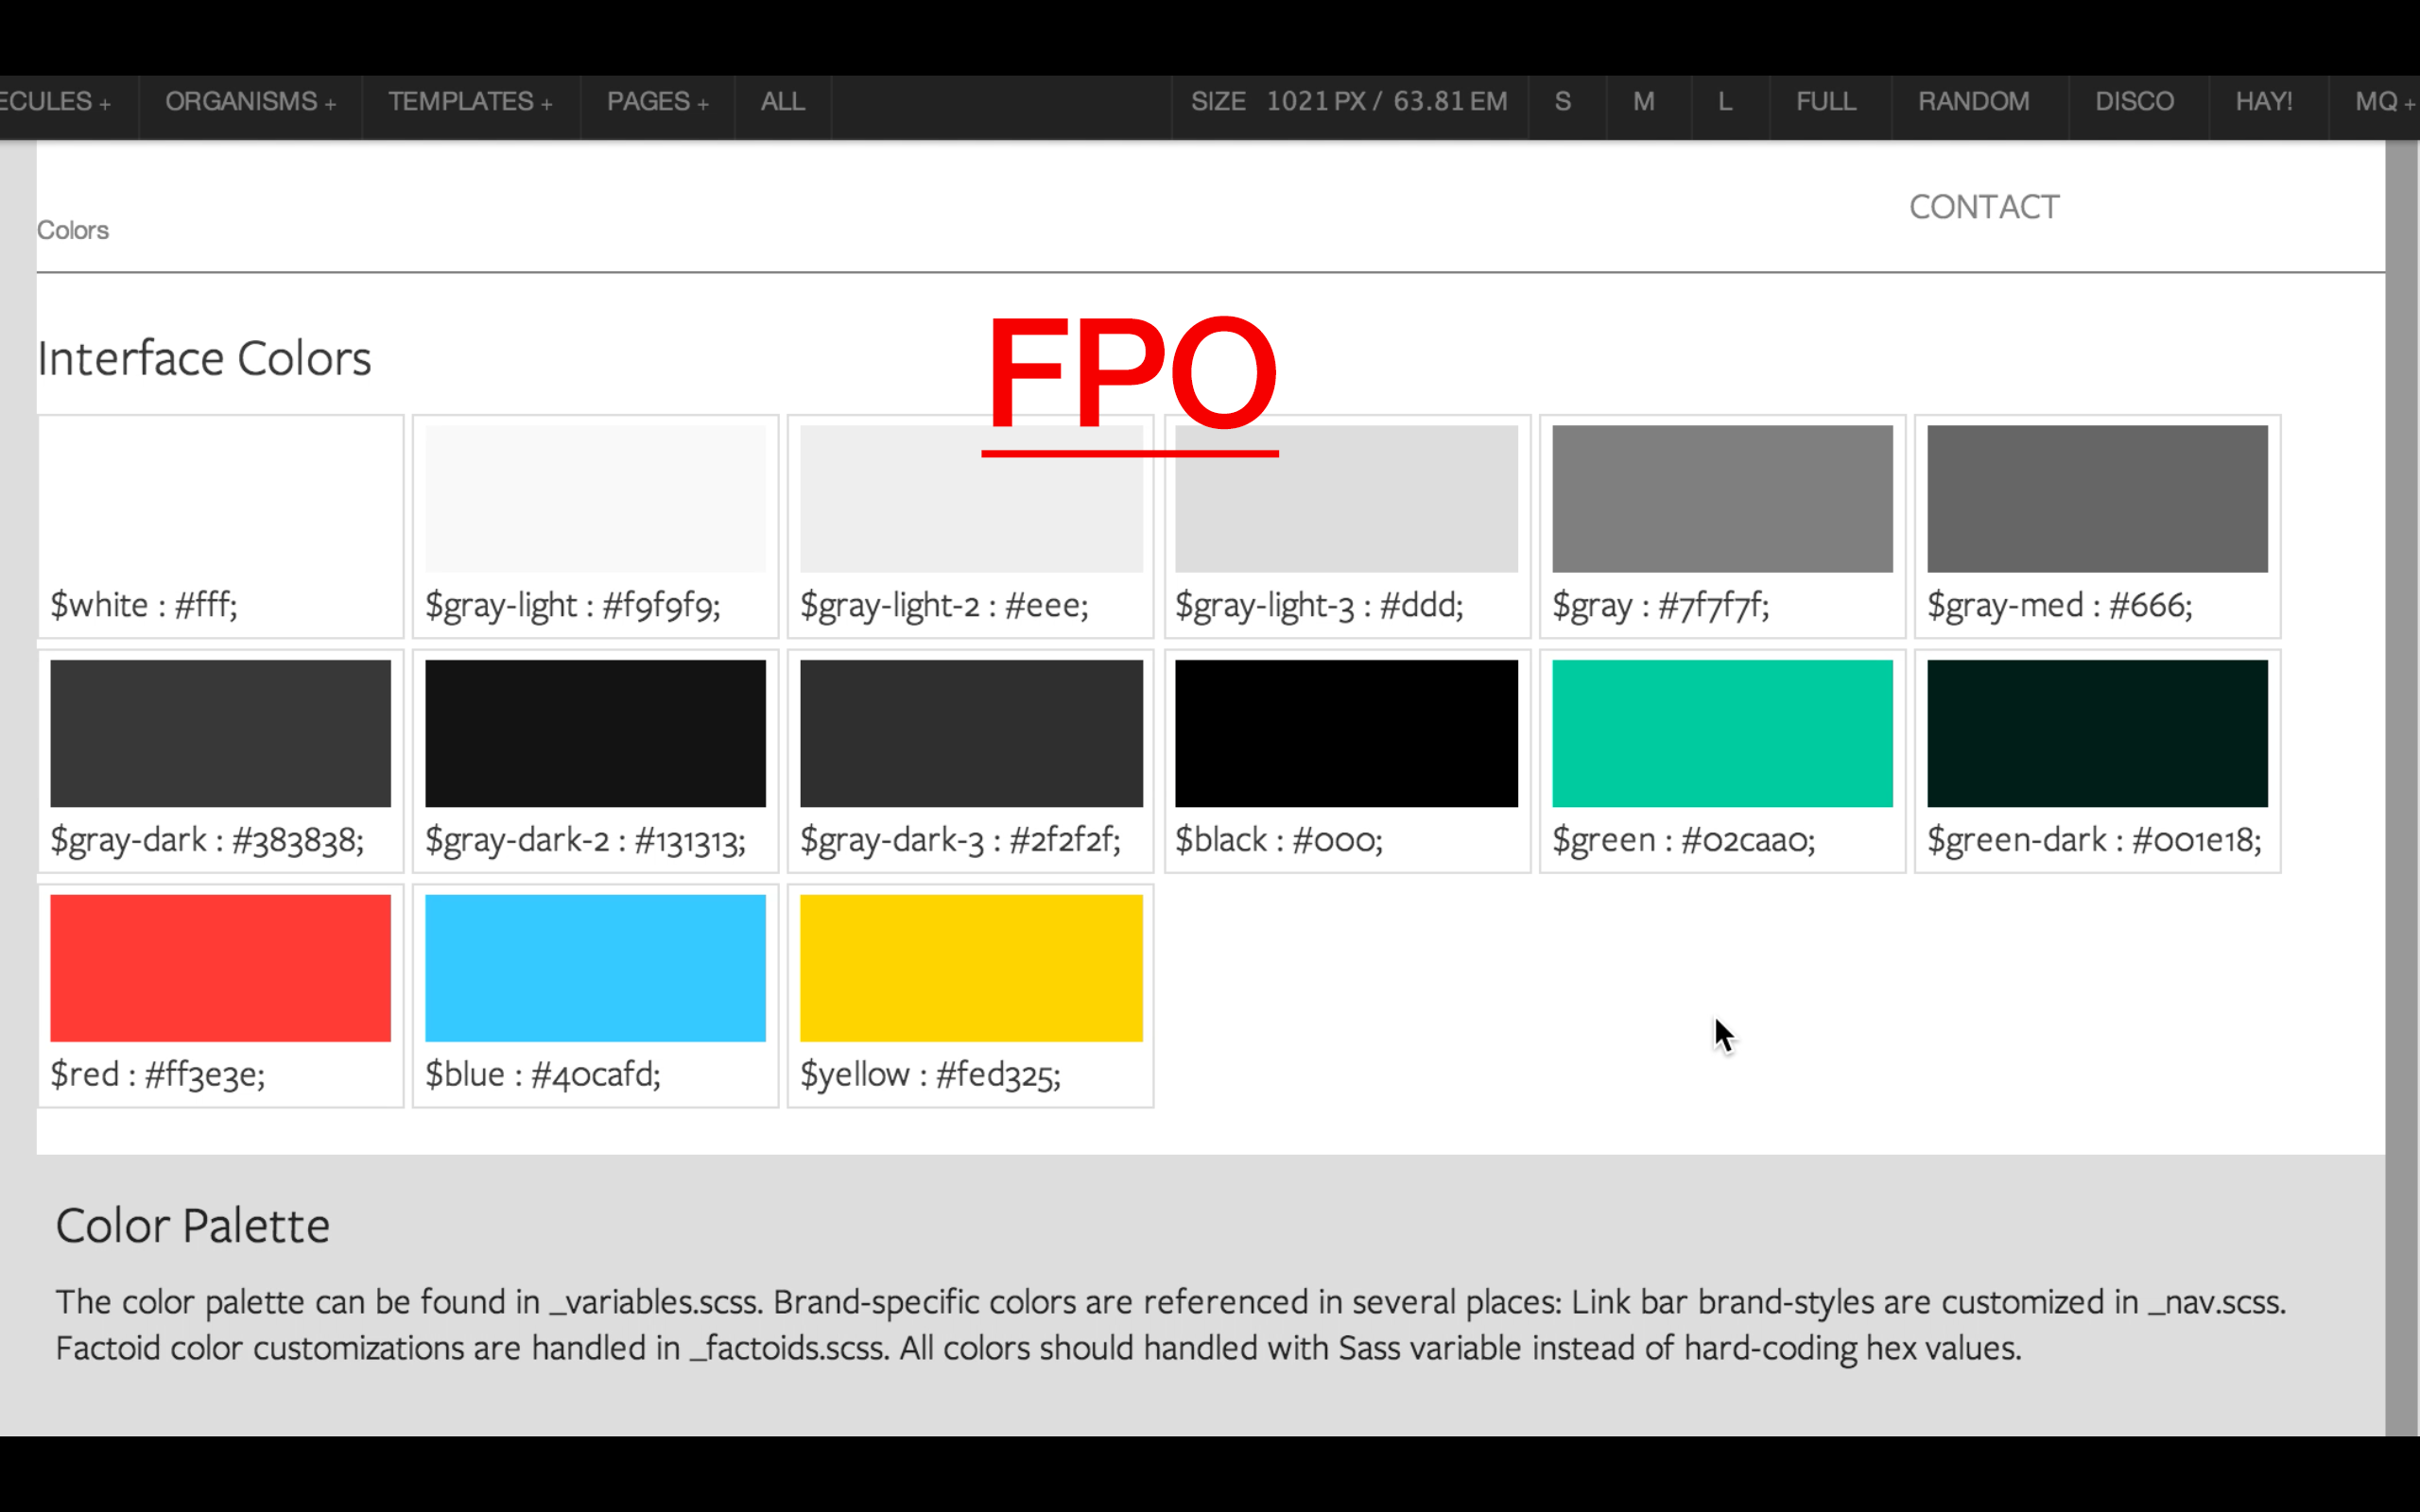 ECULES + ORGANISMS + TEMPLATES + PAGES + ALL SIZE 1021 PX / 63.81 EM S M L FULL RANDOM DISCO HAY! MQ +
CONTACT
Colors
FPO
Interface Colors
$white : #fff; $gray-light : #f9f9f9; $gray-light-2 : #eee; $gray-light-3 : #ddd; $gray : #7f7f7f; $gray-med : #666;
$gray-dark : #383838; $gray-dark-2 : #131313; $gray-dark-3 : #2f2f2f; $black : #000; $green : #02caa0; $green-dark : #001e18;
$red : #ff3e3e; $blue : #40cafd; $yellow : #fed325;
Color Palette
The color palette can be found in _variables.scss. Brand-specific colors are referenced in several places: Link bar brand-styles are customized in _nav.scss.
Factoid color customizations are handled in _factoids.scss. All colors should handled with Sass variable instead of hard-coding hex values.